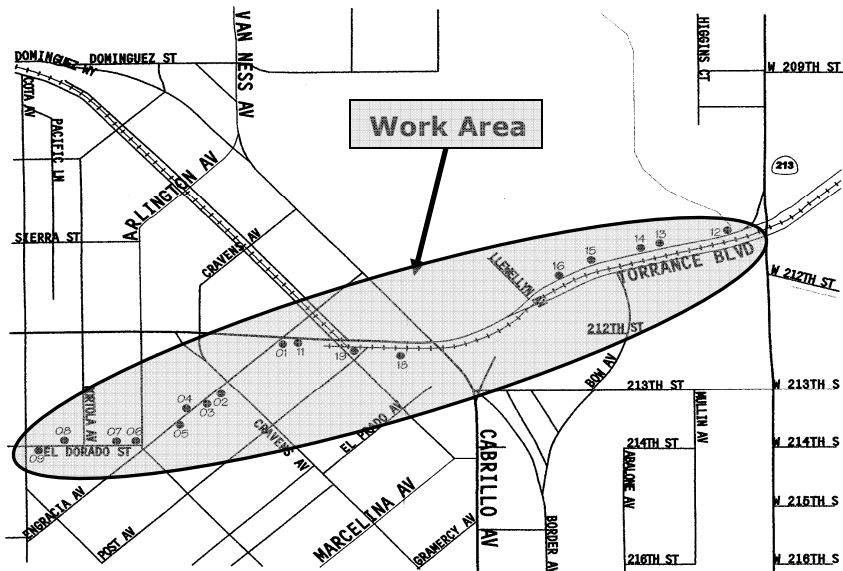 DOMINGUEZ WY
DOMINGUEZ ST
VAN NESS AV
HIGGINS CT
W 209TH ST
COTA AV
PACIFIC LN
Work Area
213
ARLINGTON AV
SIERRA ST
CRAVENS AV
12
13
14
15
16
LLEWELLYN AV
TORRANCE BLVD
W 212TH ST
212TH ST
01
11
19
18
BOW AV
213TH ST
W 213TH S
PORTOLA AV
04
02
03
05
08
07
06
09
EL DORADO ST
CRAVENS AV
EL PRADO AV
MULLIN AV
CABRILLO AV
214TH ST
W 214TH S
ABALONE AV
ENGRACIA AV
POST AV
MARCELINA AV
GRAMERCY AV
BORDER AV
W 215TH S
216TH ST
W 216TH S